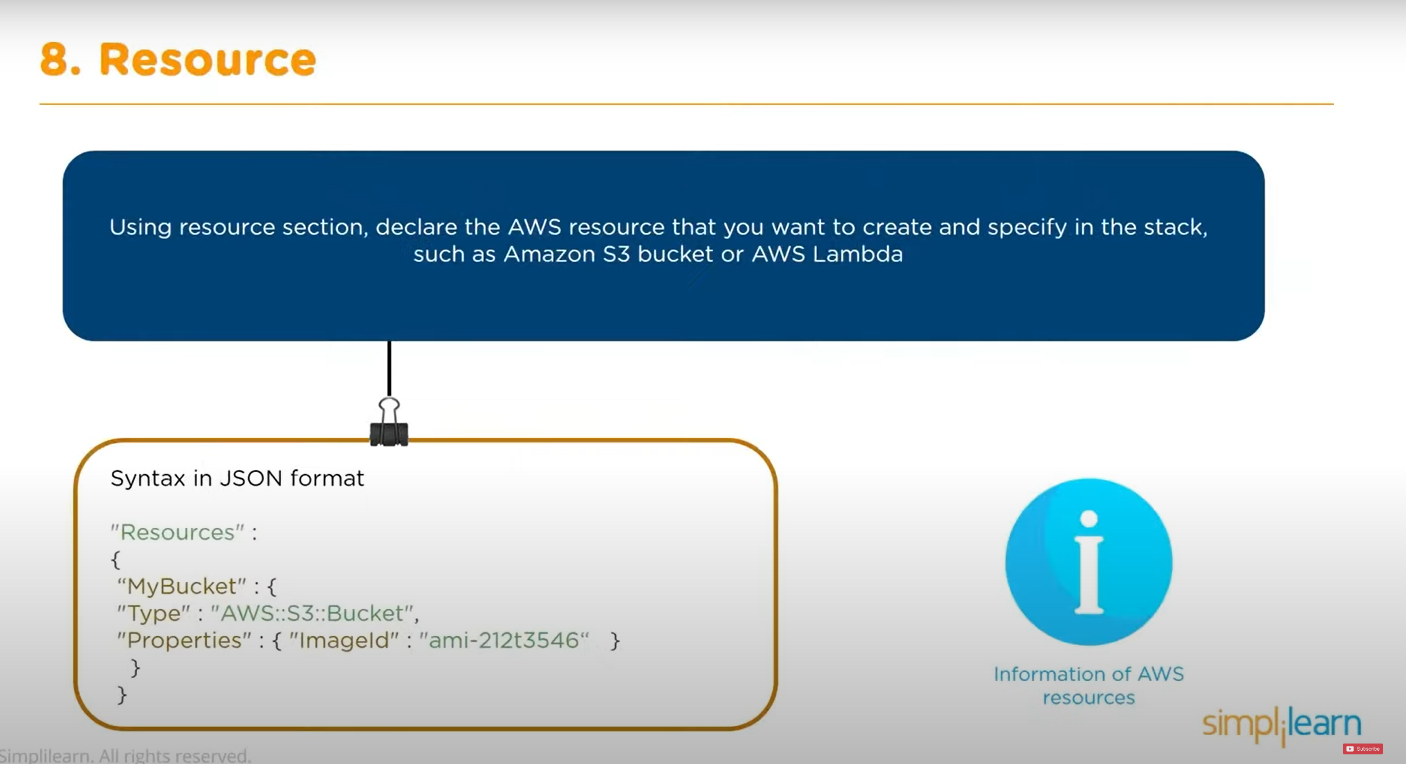 8. Resource
Using resource section, declare the AWS resource that you want to create and specify in the stack,
such as Amazon S3 bucket or AWS Lambda
Syntax in JSON format
"Resources" :
{
“MyBucket" : {
"Type" : "AWS::S3::Bucket",
"Properties" : { "ImageId" : "ami-212t3546“ }
}
}
i
Information of AWS
resources
simplilearn
Subscribe
Simplilearn. All rights reserved.